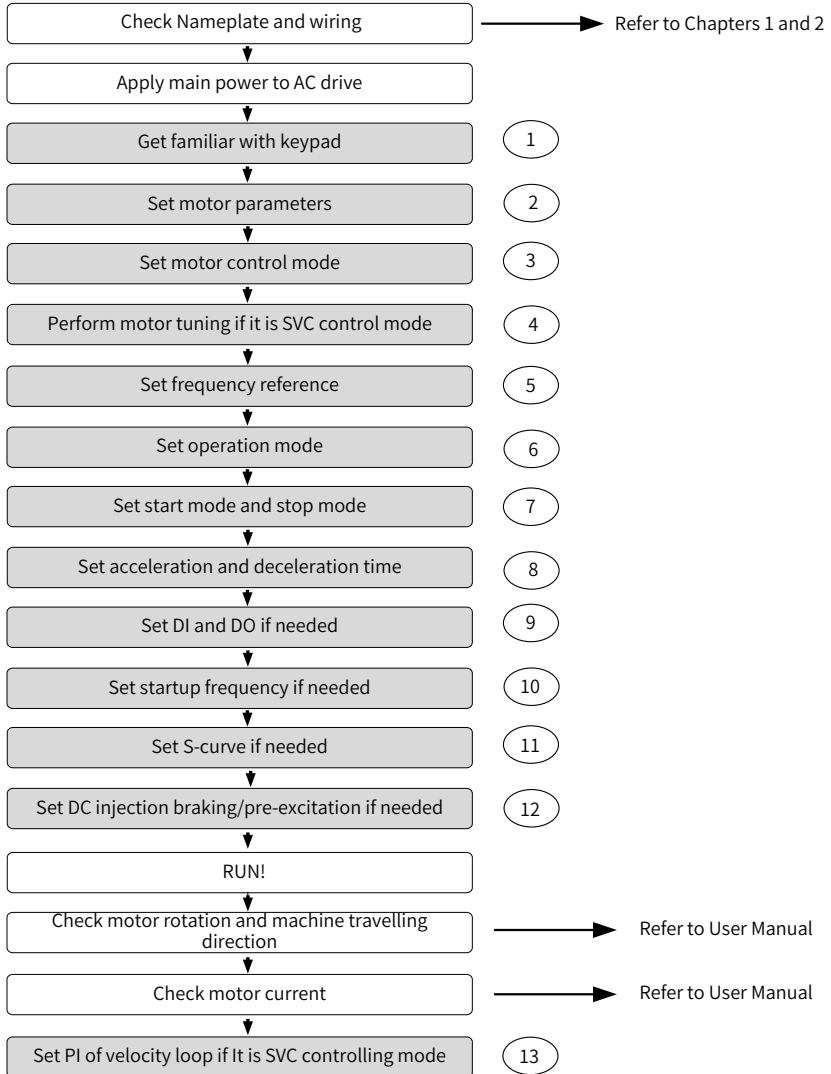 Check Nameplate and wiring
Refer to Chapters 1 and 2
Apply main power to AC drive
Get familiar with keypad
1
Set motor parameters
2
Set motor control mode
3
Perform motor tuning if it is SVC control mode
4
Set frequency reference
5
Set operation mode
6
Set start mode and stop mode
7
Set acceleration and deceleration time
8
Set DI and DO if needed
9
Set startup frequency if needed
10
Set S-curve if needed
11
Set DC injection braking/pre-excitation if needed
12
RUN!
Check motor rotation and machine travelling
direction
Refer to User Manual
Check motor current
Refer to User Manual
Set PI of velocity loop if It is SVC controlling mode
13